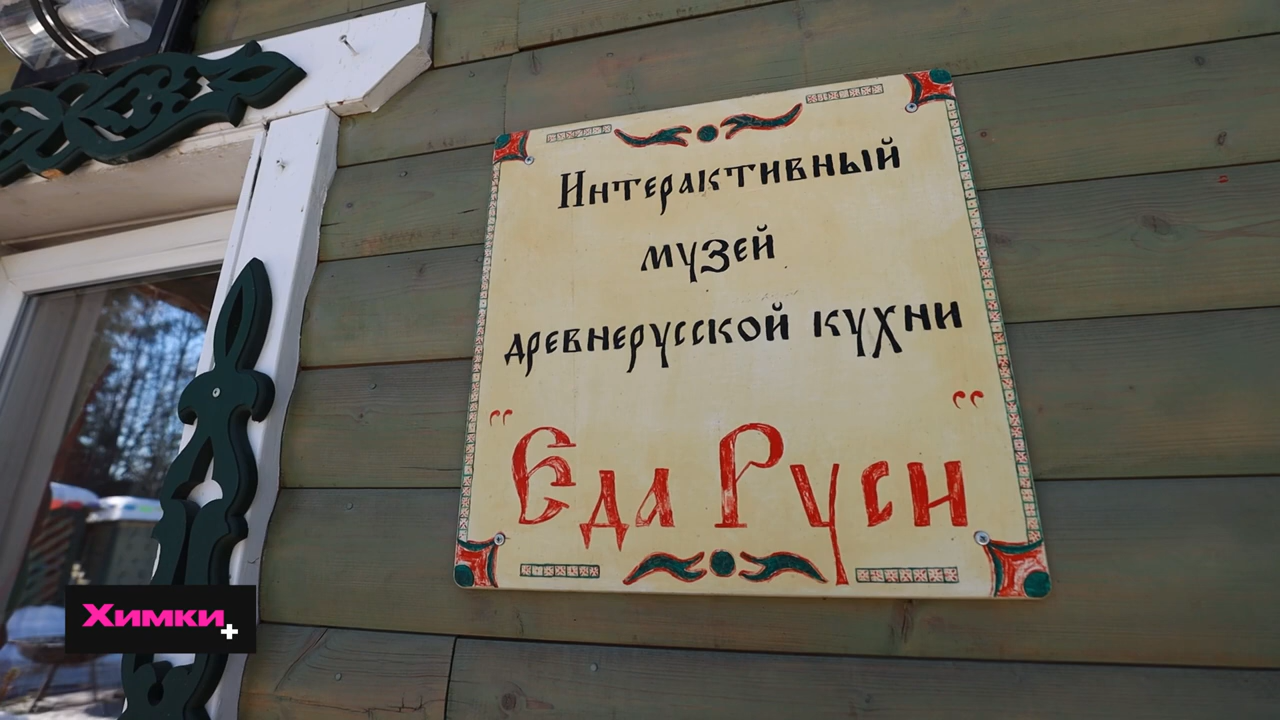 Интерактивный
музей
древнерусской кухни
"Еда Руси"
Химки+